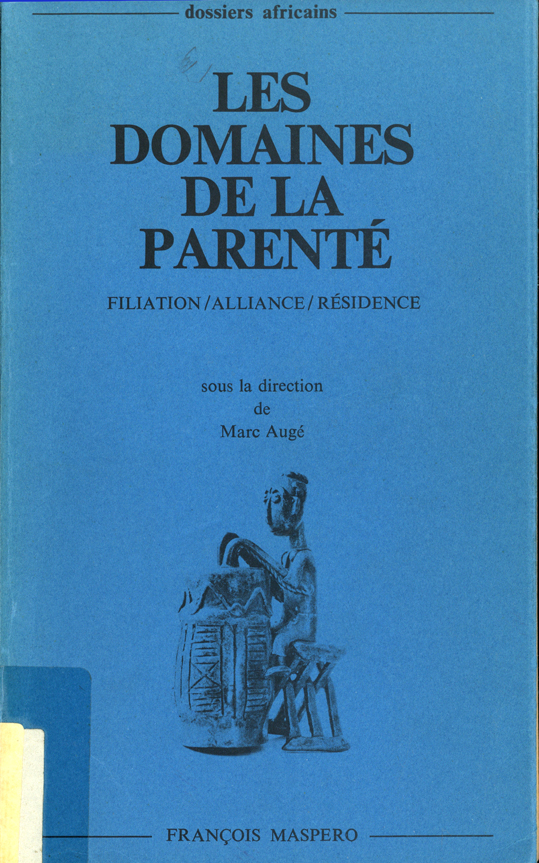 dossiers africains
LES
DOMAINES
DE LA
PARENTÉ
FILIATION/ALLIANCE/RÉSIDENCE
sous la direction
de
Marc Augé
FRANÇOIS MASPERO